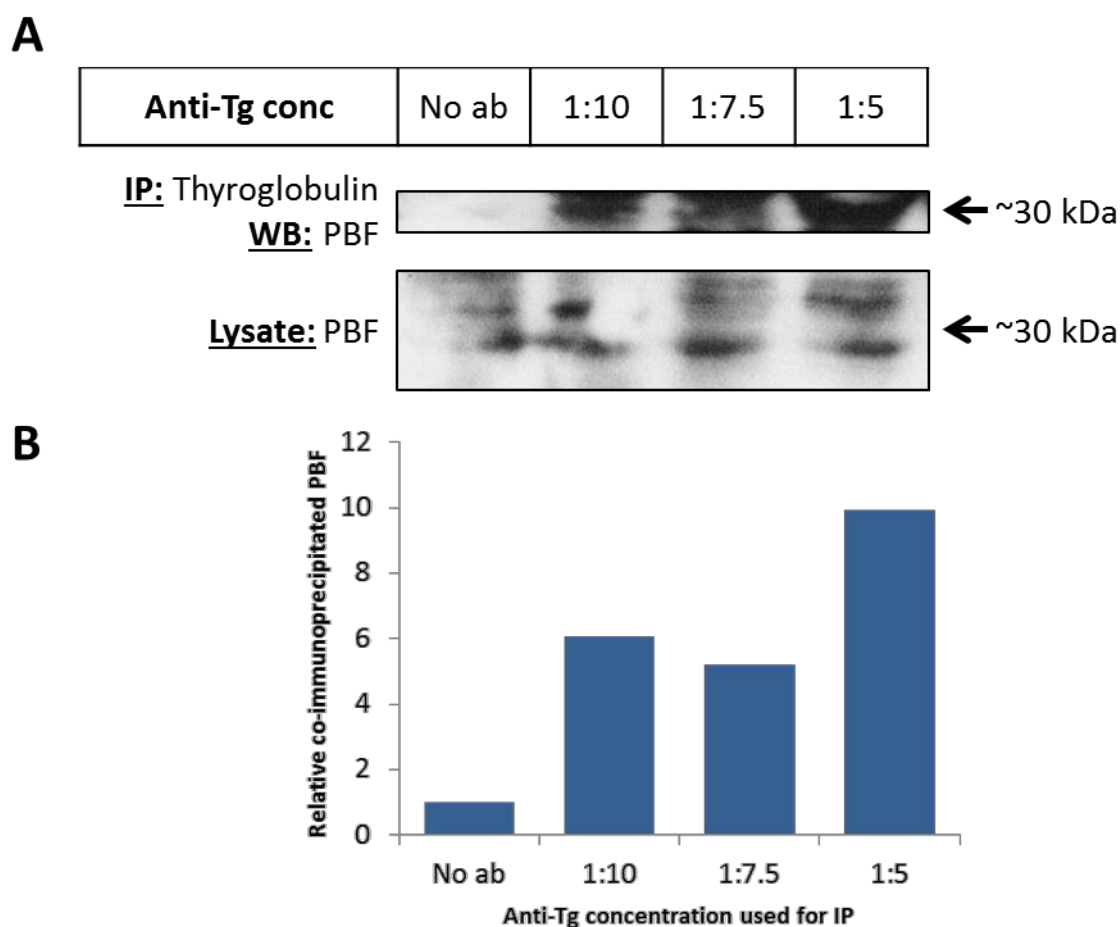 A
Anti-Tg conc No ab 1:10 1:7.5 1:5
IP: Thyroglobulin
WB: PBF
~30 kDa
Lysate: PBF
~30 kDa
B
Relative co-immunoprecipitated PBF
12
10
8
6
4
2
0
No ab 1:10 1:7.5 1:5
Anti-Tg concentration used for IP